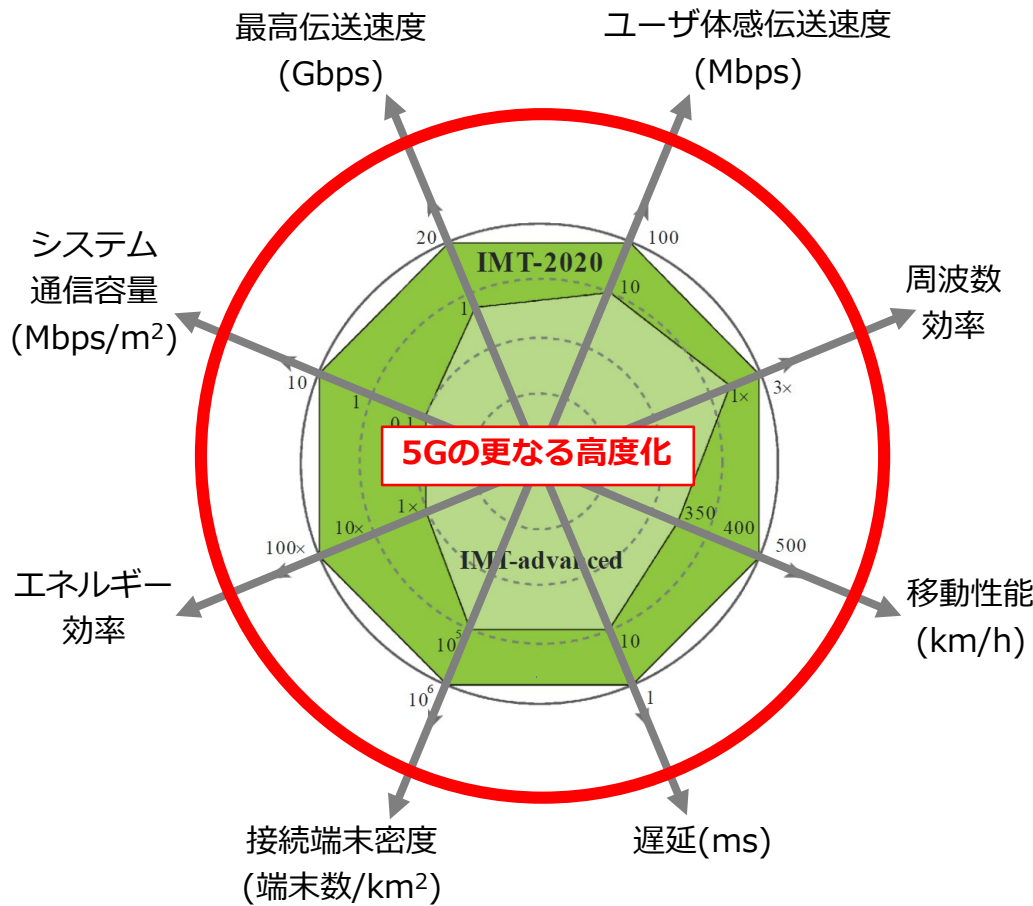 最高伝送速度
(Gbps)
ユーザ体感伝送速度
(Mbps)
システム
通信容量
(Mbps/m²)
周波数
効率
20
100
IMT-2020
1
10
10
1
0.1
1×
3×
5Gの更なる高度化
1×
10×
100×
350
400
500
IMT-advanced
エネルギー
効率
移動性能
(km/h)
10⁵
10
10⁶
1
接続端末密度
(端末数/km²)
遅延(ms)